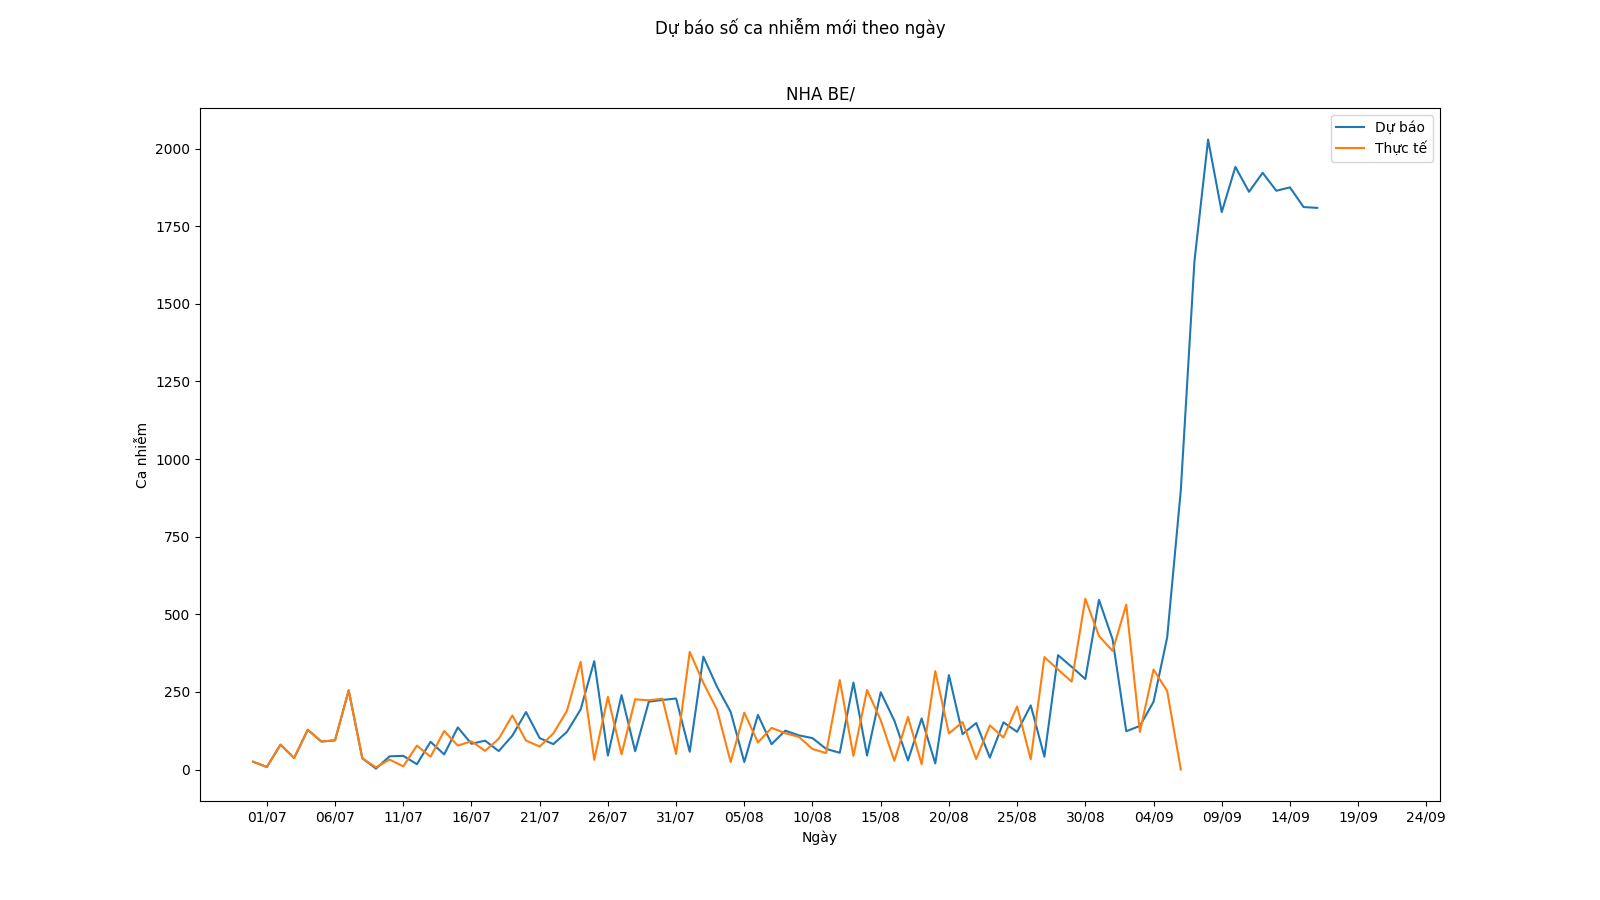 Dự báo số ca nhiễm mới theo ngày
NHA BE/
Dự báo
Thực tế
2000
1750
1500
1250
1000
750
500
250
0
Ca nhiễm
01/07 06/07 11/07 16/07 21/07 26/07 31/07 05/08 10/08 15/08 20/08 25/08 30/08 04/09 09/09 14/09 19/09 24/09
Ngày